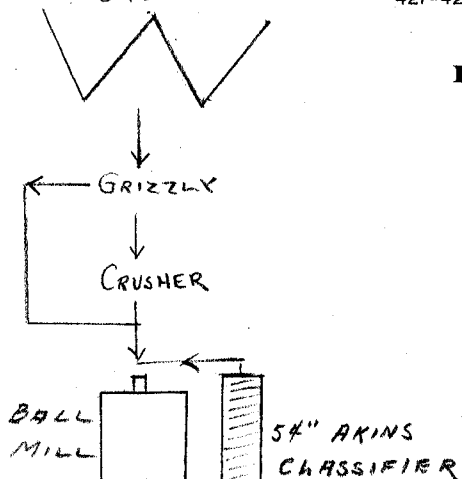 GRIZZLY
CRUSHER
BALL
MILL
54" AKINS
CLASSIFIER